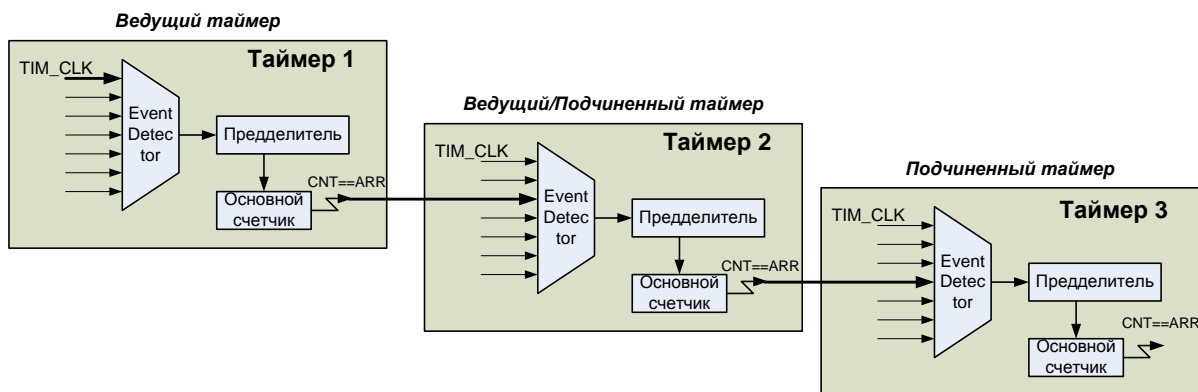 Ведущий таймер
Таймер 1
TIM_CLK
Event
Detec
tor
Предделитель
CNT==ARR
Основной
счетчик
Ведущий/Подчиненный таймер
Таймер 2
TIM_CLK
Event
Detec
tor
Предделитель
CNT==ARR
Основной
счетчик
Подчиненный таймер
Таймер 3
TIM_CLK
Event
Detec
tor
Предделитель
CNT==ARR
Основной
счетчик